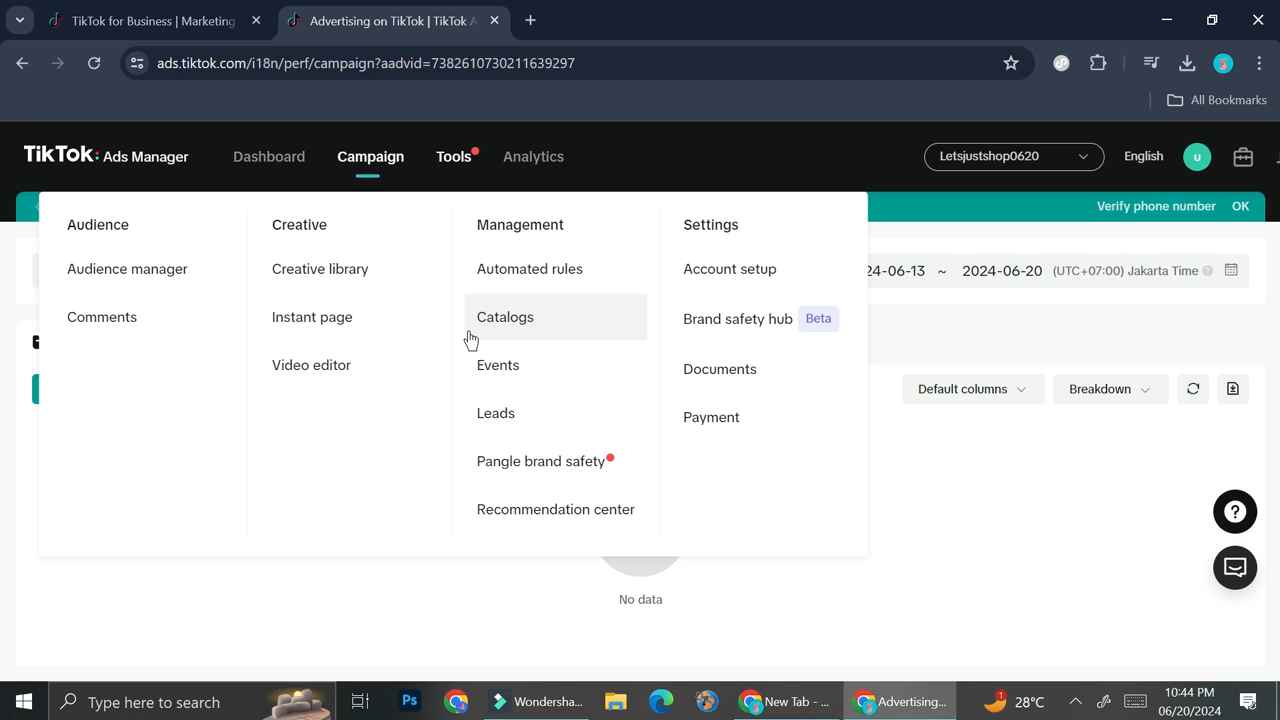 TikTok for Business | Marketing
Advertising on TikTok | TikTok A
ads.tiktok.com/i18n/perf/campaign?aadvid=7382610730211639297
All Bookmarks
TikTok: Ads Manager
Dashboard
Campaign
Tools
Analytics
Letsjustshop0620
English
u
Verify phone number
OK
Audience
Audience manager
Comments
Creative
Creative library
Instant page
Video editor
Management
Automated rules
Catalogs
Events
Leads
Pangle brand safety
Recommendation center
Settings
Account setup
Brand safety hub Beta
Documents
Payment
24-06-13 ~ 2024-06-20 (UTC+07:00) Jakarta Time
Default columns
Breakdown
No data
Type here to search
Ps
Wondersha...
New Tab - ...
Advertising...
1
28°C
10:44 PM
06/20/2024